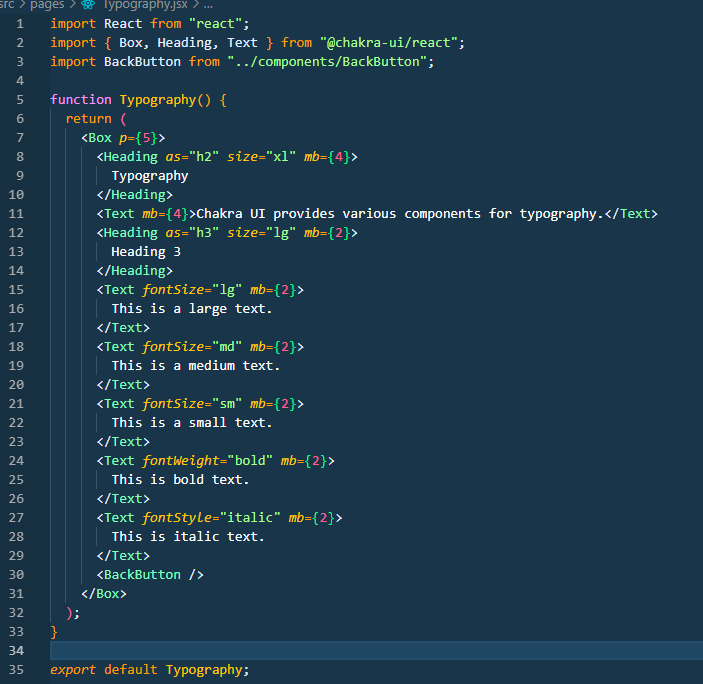 src > pages > Typography.jsx > ...
1 import React from "react";
2 import { Box, Heading, Text } from "@chakra-ui/react";
3 import BackButton from "../components/BackButton";
4
5 function Typography() {
6   return (
7     <Box p={5}>
8       <Heading as="h2" size="xl" mb={4}>
9         Typography
10       </Heading>
11       <Text mb={4}>Chakra UI provides various components for typography.</Text>
12       <Heading as="h3" size="lg" mb={2}>
13         Heading 3
14       </Heading>
15       <Text fontSize="lg" mb={2}>
16         This is a large text.
17       </Text>
18       <Text fontSize="md" mb={2}>
19         This is a medium text.
20       </Text>
21       <Text fontSize="sm" mb={2}>
22         This is a small text.
23       </Text>
24       <Text fontWeight="bold" mb={2}>
25         This is bold text.
26       </Text>
27       <Text fontStyle="italic" mb={2}>
28         This is italic text.
29       </Text>
30       <BackButton />
31     </Box>
32   );
33 }
34
35 export default Typography;